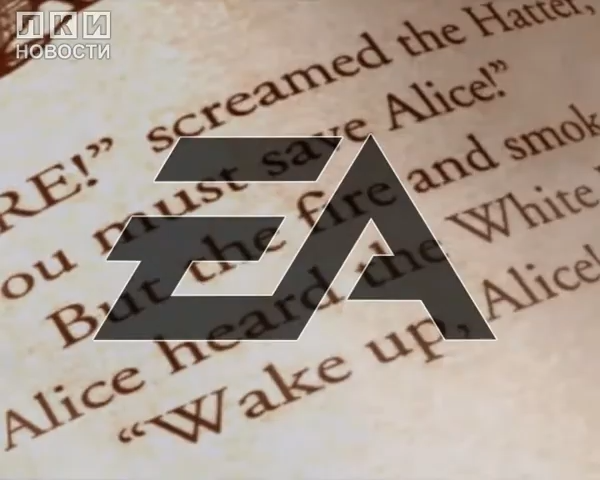 ЛКИ
НОВОСТИ
RE!” screamed the Hatter,
ou must save Alice!”
But the fire and smok
Alice heard the White
“Wake up, Alice!
EA